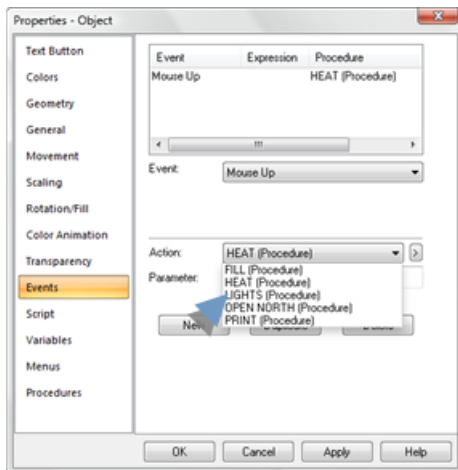 Properties - Object
Text Button
Colors
Geometry
General
Movement
Scaling
Rotation/Fill
Color Animation
Transparency
Events
Script
Variables
Menus
Procedures
Event Expression Procedure
Mouse Up HEAT (Procedure)
Event: Mouse Up
Action: HEAT (Procedure)
Parameter:
FILL (Procedure)
HEAT (Procedure)
LIGHTS (Procedure)
OPEN NORTH (Procedure)
PRINT (Procedure)
OK Cancel Apply Help